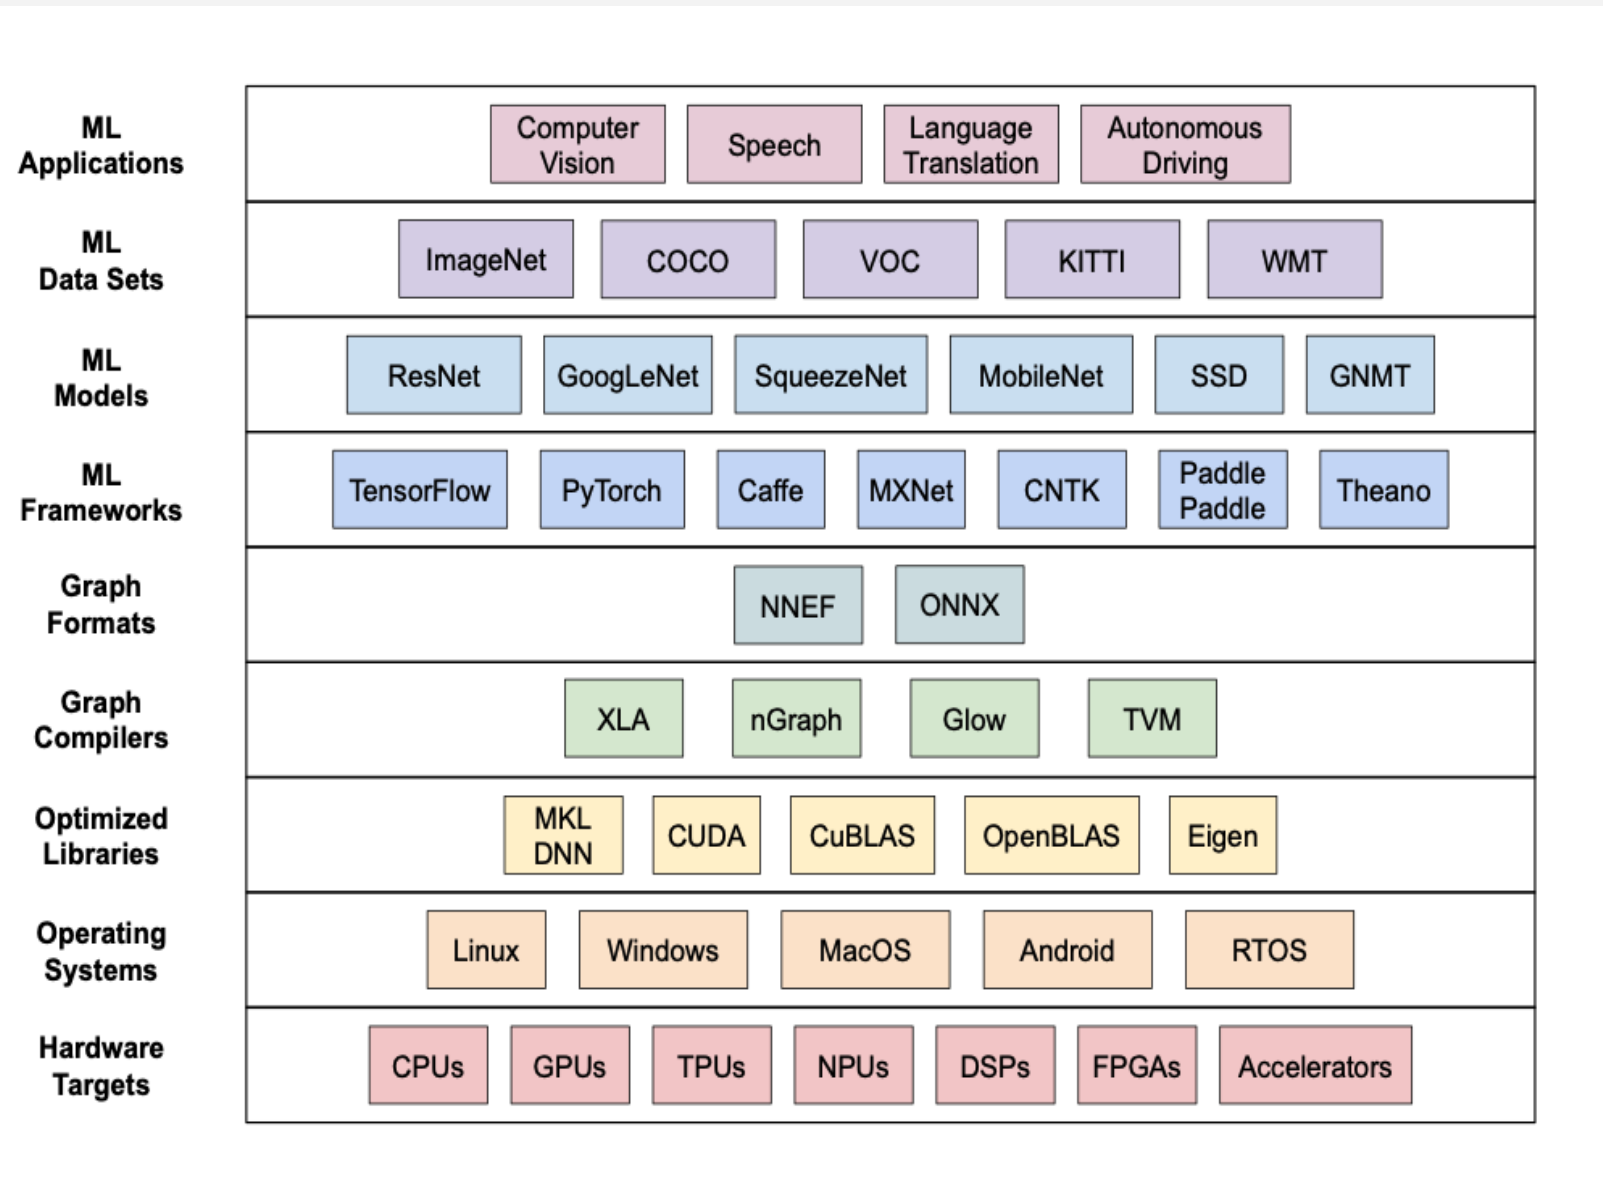 ML
Applications
Computer
Vision
Speech
Language
Translation
Autonomous
Driving
ML
Data Sets
ImageNet
COCO
VOC
KITTI
WMT
ML
Models
ResNet
GoogLeNet
SqueezeNet
MobileNet
SSD
GNMT
ML
Frameworks
TensorFlow
PyTorch
Caffe
MXNet
CNTK
Paddle
Paddle
Theano
Graph
Formats
NNEF
ONNX
Graph
Compilers
XLA
nGraph
Glow
TVM
Optimized
Libraries
MKL
DNN
CUDA
CuBLAS
OpenBLAS
Eigen
Operating
Systems
Linux
Windows
MacOS
Android
RTOS
Hardware
Targets
CPUs
GPUs
TPUs
NPUs
DSPs
FPGAs
Accelerators